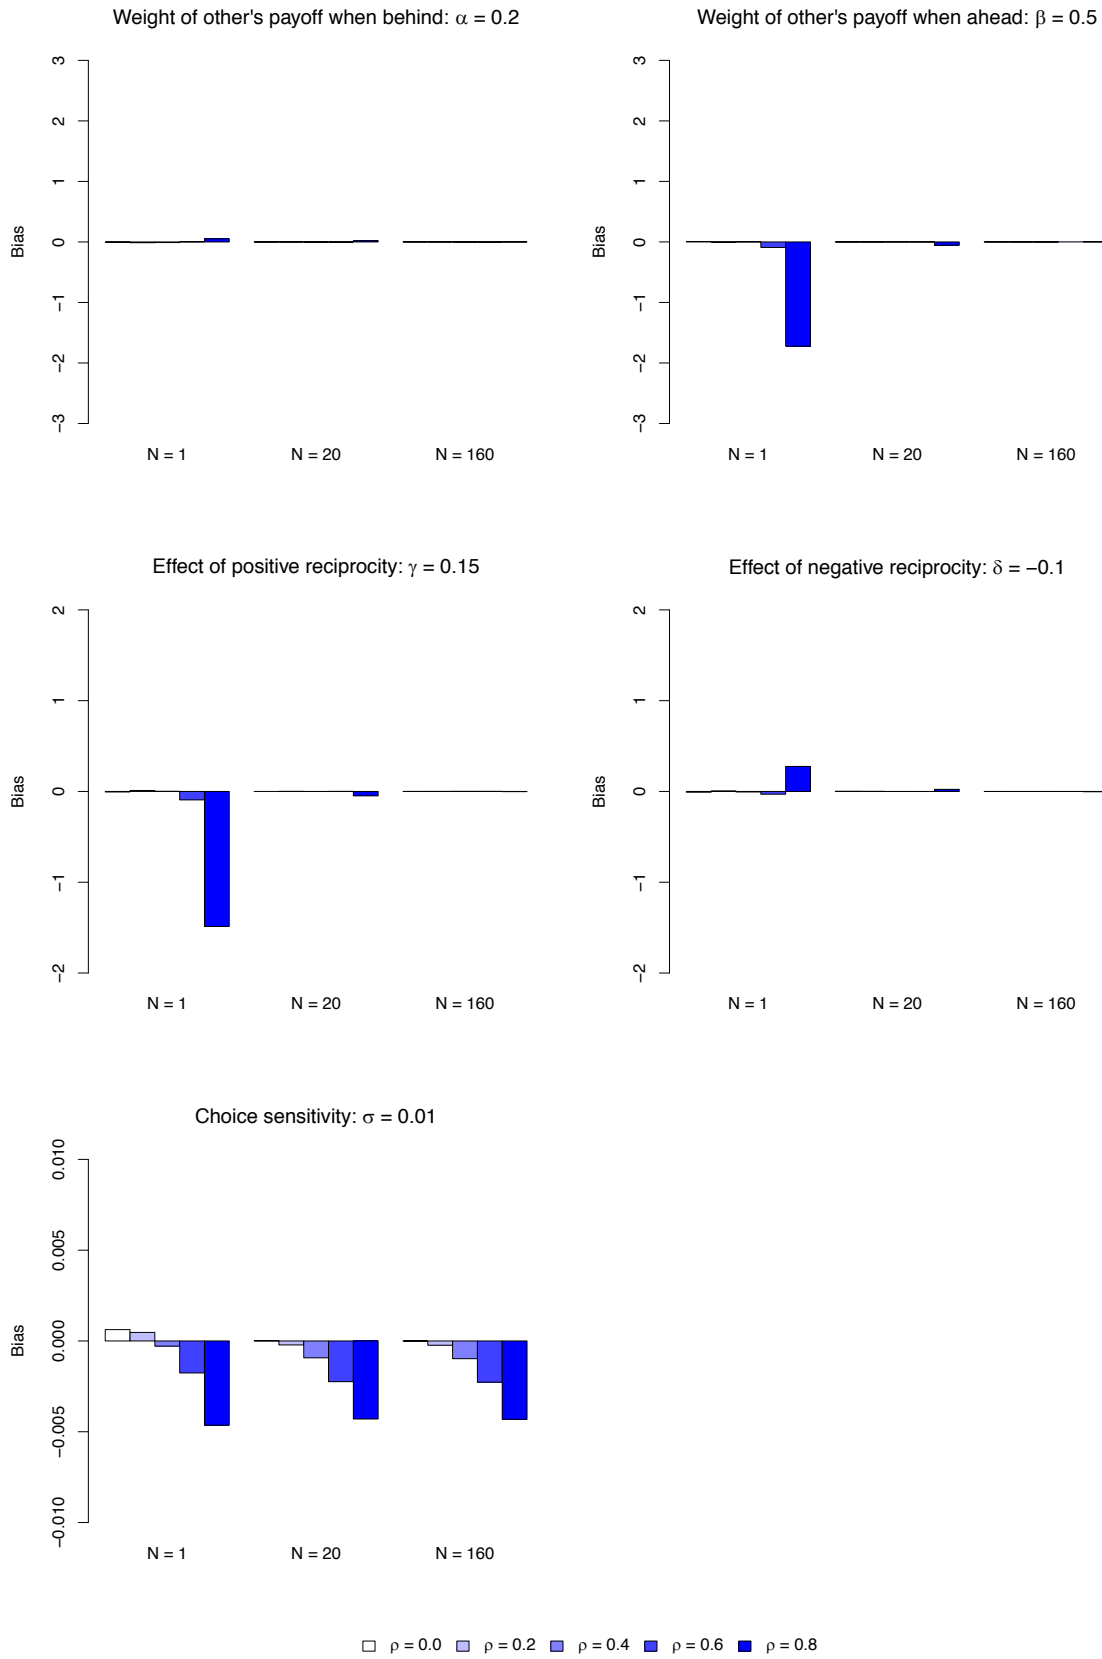 Weight of other's payoff when behind: α = 0.2
3
2
1
0
−1
−2
−3
Bias
N = 1 N = 20 N = 160
Weight of other's payoff when ahead: β = 0.5
3
2
1
0
−1
−2
−3
Bias
N = 1 N = 20 N = 160
Effect of positive reciprocity: γ = 0.15
2
1
0
−1
−2
Bias
N = 1 N = 20 N = 160
Effect of negative reciprocity: δ = −0.1
2
1
0
−1
−2
Bias
N = 1 N = 20 N = 160
Choice sensitivity: σ = 0.01
0.010
0.005
0.000
−0.005
−0.010
Bias
N = 1 N = 20 N = 160
ρ = 0.0 ρ = 0.2 ρ = 0.4 ρ = 0.6 ρ = 0.8